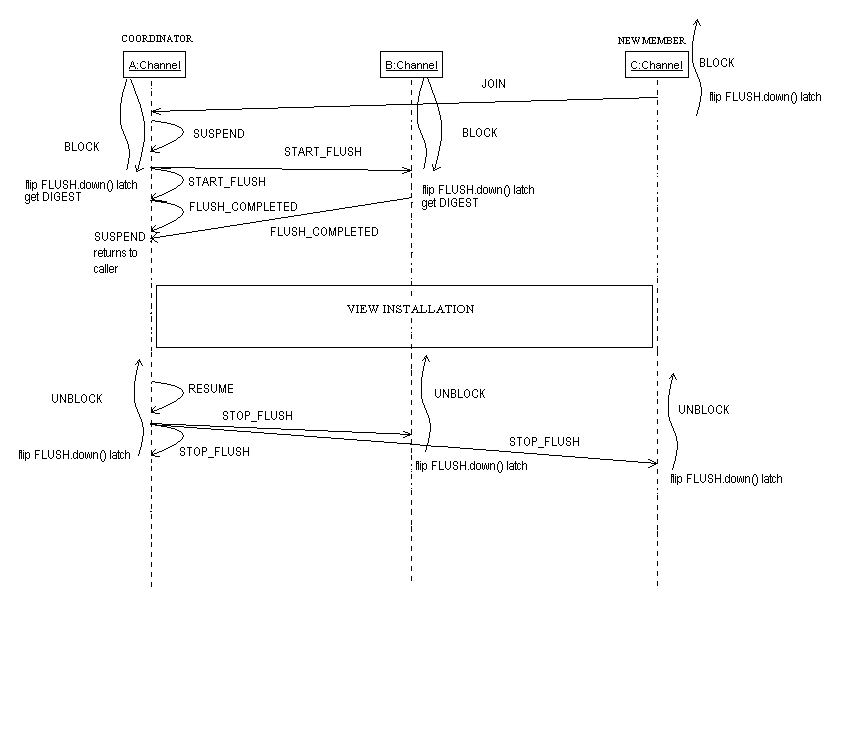 COORDINATOR
NEW MEMBER
A:Channel
B:Channel
C:Channel
BLOCK
JOIN
flip FLUSH.down() latch
SUSPEND
BLOCK
BLOCK
START_FLUSH
START_FLUSH
flip FLUSH.down() latch
get DIGEST
flip FLUSH.down() latch
get DIGEST
FLUSH_COMPLETED
FLUSH_COMPLETED
SUSPEND
returns to
caller
VIEW INSTALLATION
RESUME
UNBLOCK
UNBLOCK
UNBLOCK
STOP_FLUSH
STOP_FLUSH
STOP_FLUSH
flip FLUSH.down() latch
flip FLUSH.down() latch
flip FLUSH.down() latch